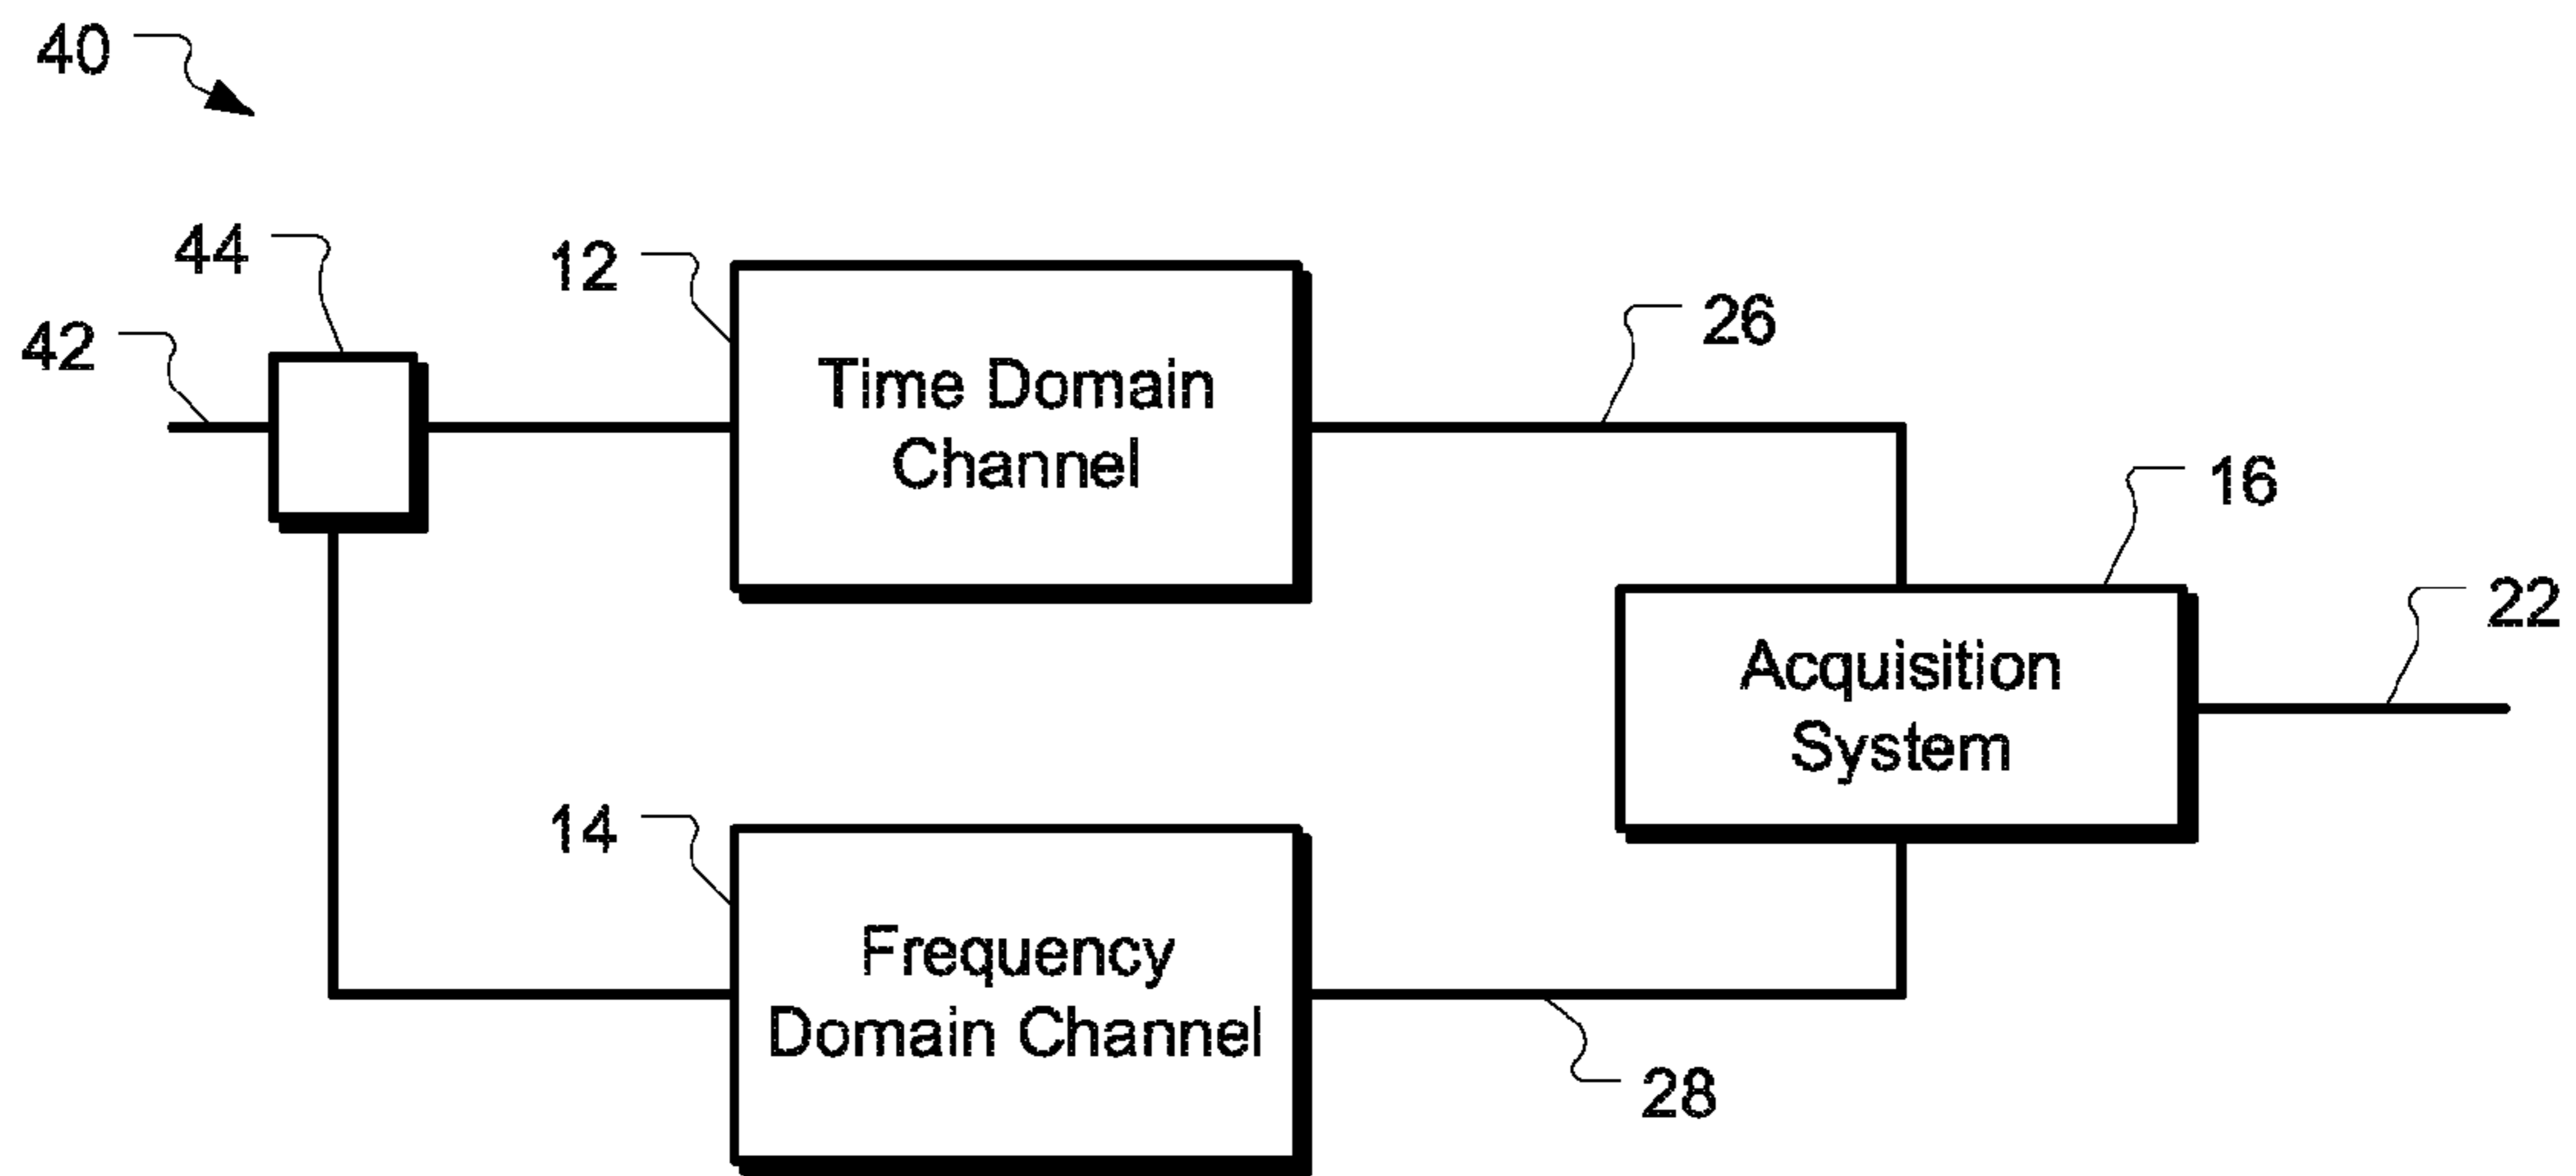 40
44
12
26
42
Time Domain
Channel
16
22
Acquisition
System
14
Frequency
Domain Channel
28